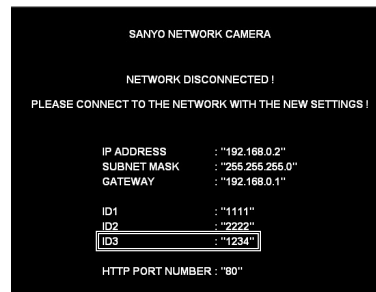 SANYO NETWORK CAMERA
NETWORK DISCONNECTED !
PLEASE CONNECT TO THE NETWORK WITH THE NEW SETTINGS !
IP ADDRESS : "192.168.0.2"
SUBNET MASK : "255.255.255.0"
GATEWAY : "192.168.0.1"
ID1 : "1111"
ID2 : "2222"
ID3 : "1234"
HTTP PORT NUMBER : "80"